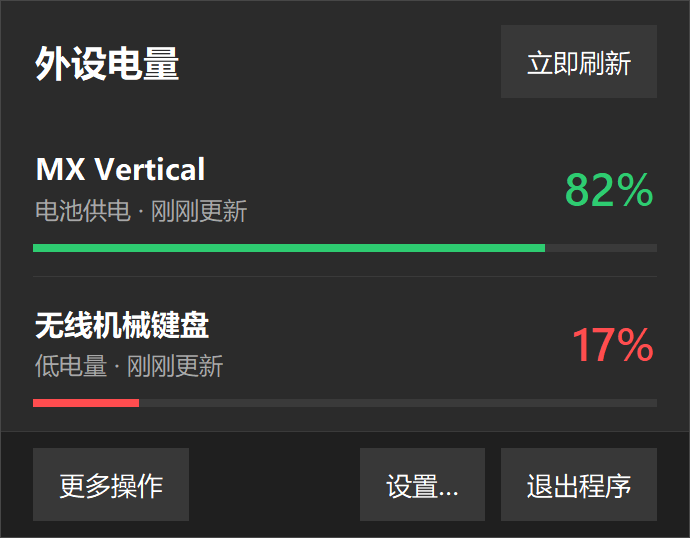 外设电量
立即刷新
MX Vertical
82%
电池供电 · 刚刚更新
无线机械键盘
17%
低电量 · 刚刚更新
更多操作
设置...
退出程序